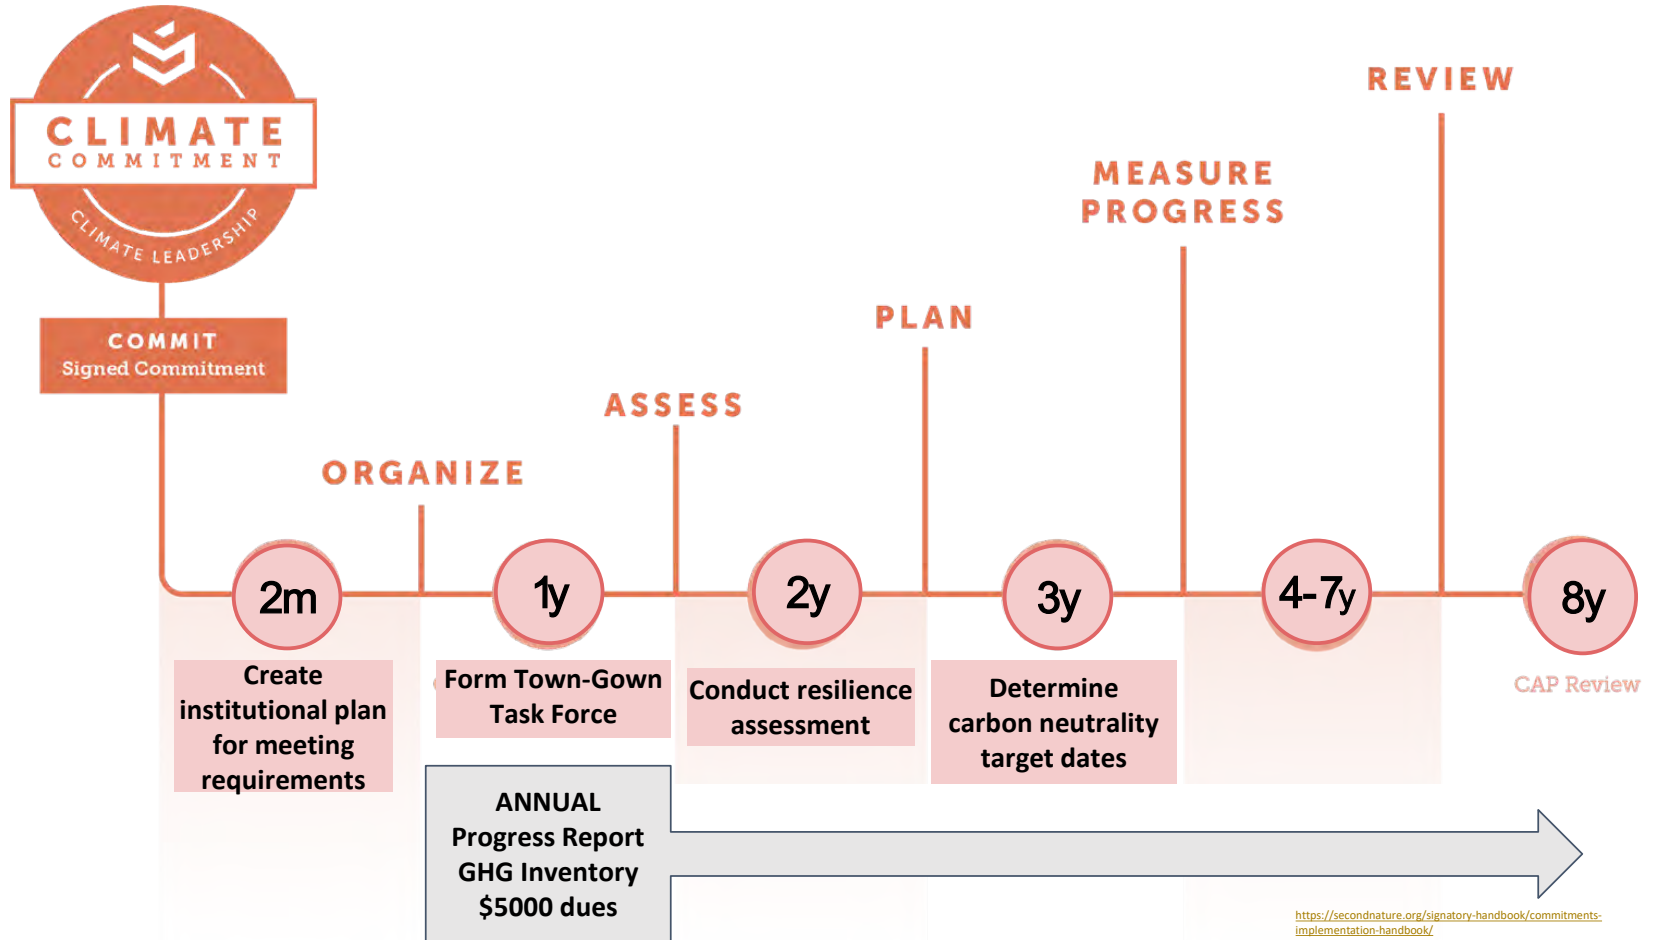 CLIMATE
COMMITMENT
CLIMATE LEADERSHIP
COMMIT
Signed Commitment
ORGANIZE
ASSESS
PLAN
MEASURE
PROGRESS
REVIEW
2m
1y
2y
3y
4-7y
8y
Create
institutional plan
for meeting
requirements
Form Town-Gown
Task Force
Conduct resilience
assessment
Determine
carbon neutrality
target dates
CAP Review
ANNUAL
Progress Report
GHG Inventory
$5000 dues
https://secondnature.org/signatory-handbook/commitments-
implementation-handbook/